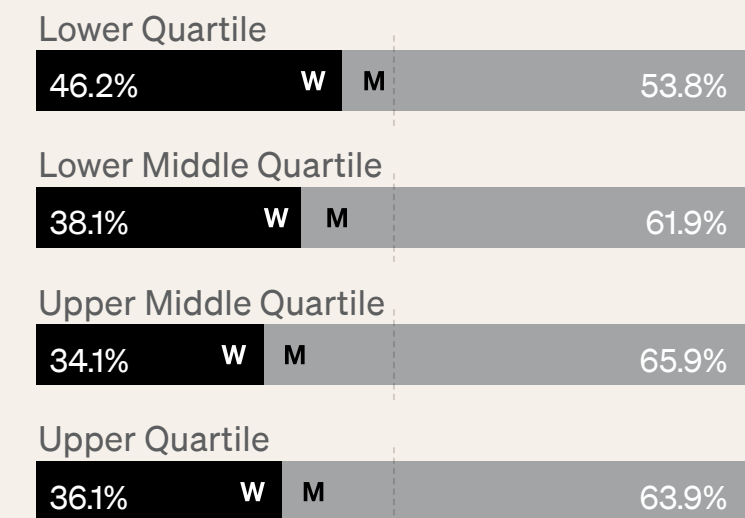 Lower Quartile
46.2% W M 53.8%
Lower Middle Quartile
38.1% W M 61.9%
Upper Middle Quartile
34.1% W M 65.9%
Upper Quartile
36.1% W M 63.9%